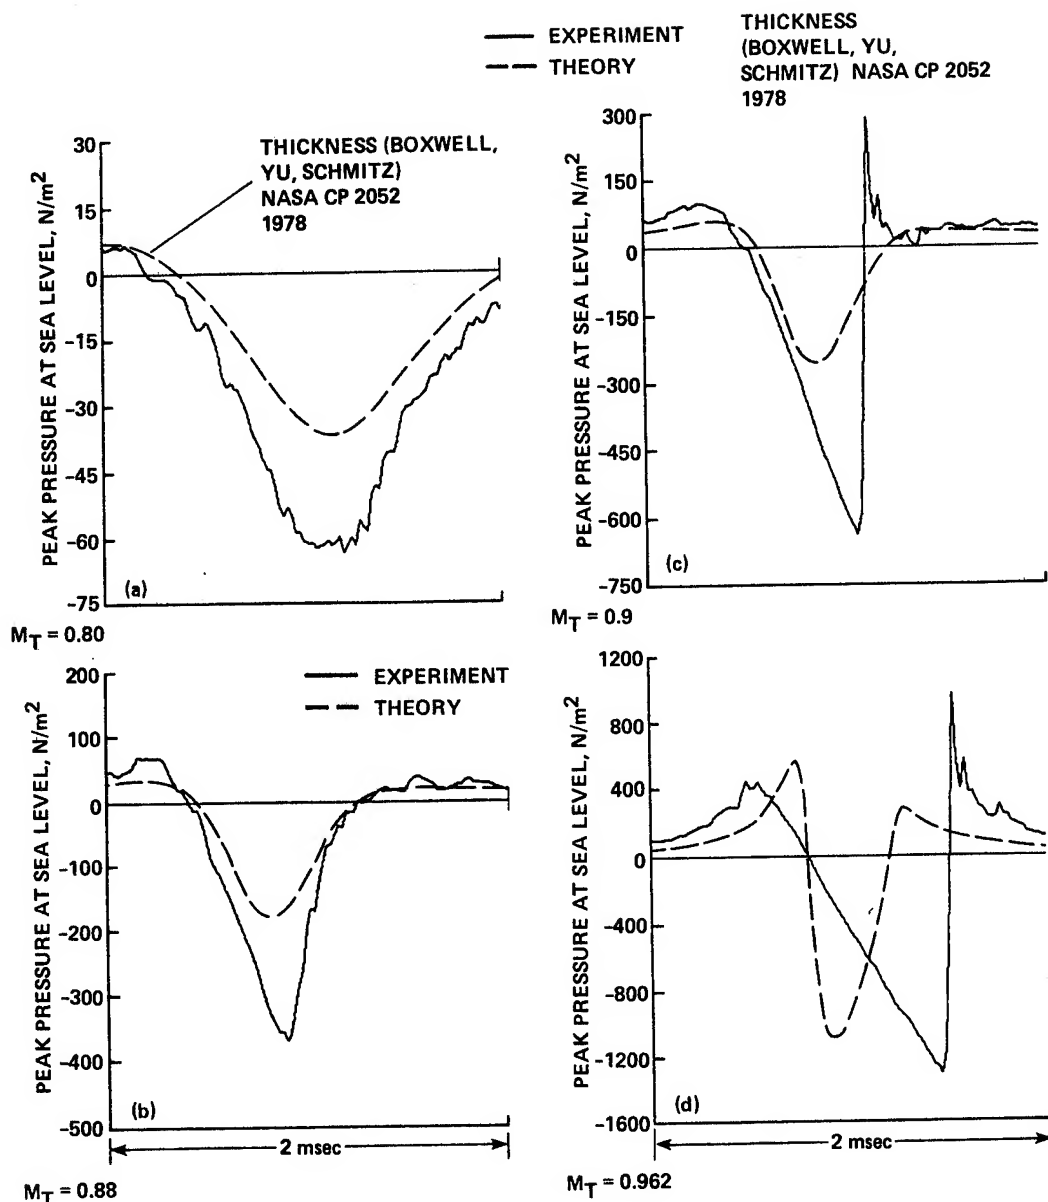 EXPERIMENT
THEORY
THICKNESS
(BOXWELL, YU,
SCHMITZ) NASA CP 2052
1978
PEAK PRESSURE AT SEA LEVEL, N/m²
30
15
0
−15
−30
−45
−60
−75
THICKNESS (BOXWELL,
YU, SCHMITZ)
NASA CP 2052
1978
(a)
M_T = 0.80
PEAK PRESSURE AT SEA LEVEL, N/m²
300
150
0
−150
−300
−450
−600
−750
(c)
M_T = 0.9
PEAK PRESSURE AT SEA LEVEL, N/m²
200
100
0
−100
−200
−300
−400
−500
EXPERIMENT
THEORY
(b)
2 msec
M_T = 0.88
PEAK PRESSURE AT SEA LEVEL, N/m²
1200
800
400
0
−400
−800
−1200
−1600
(d)
2 msec
M_T = 0.962